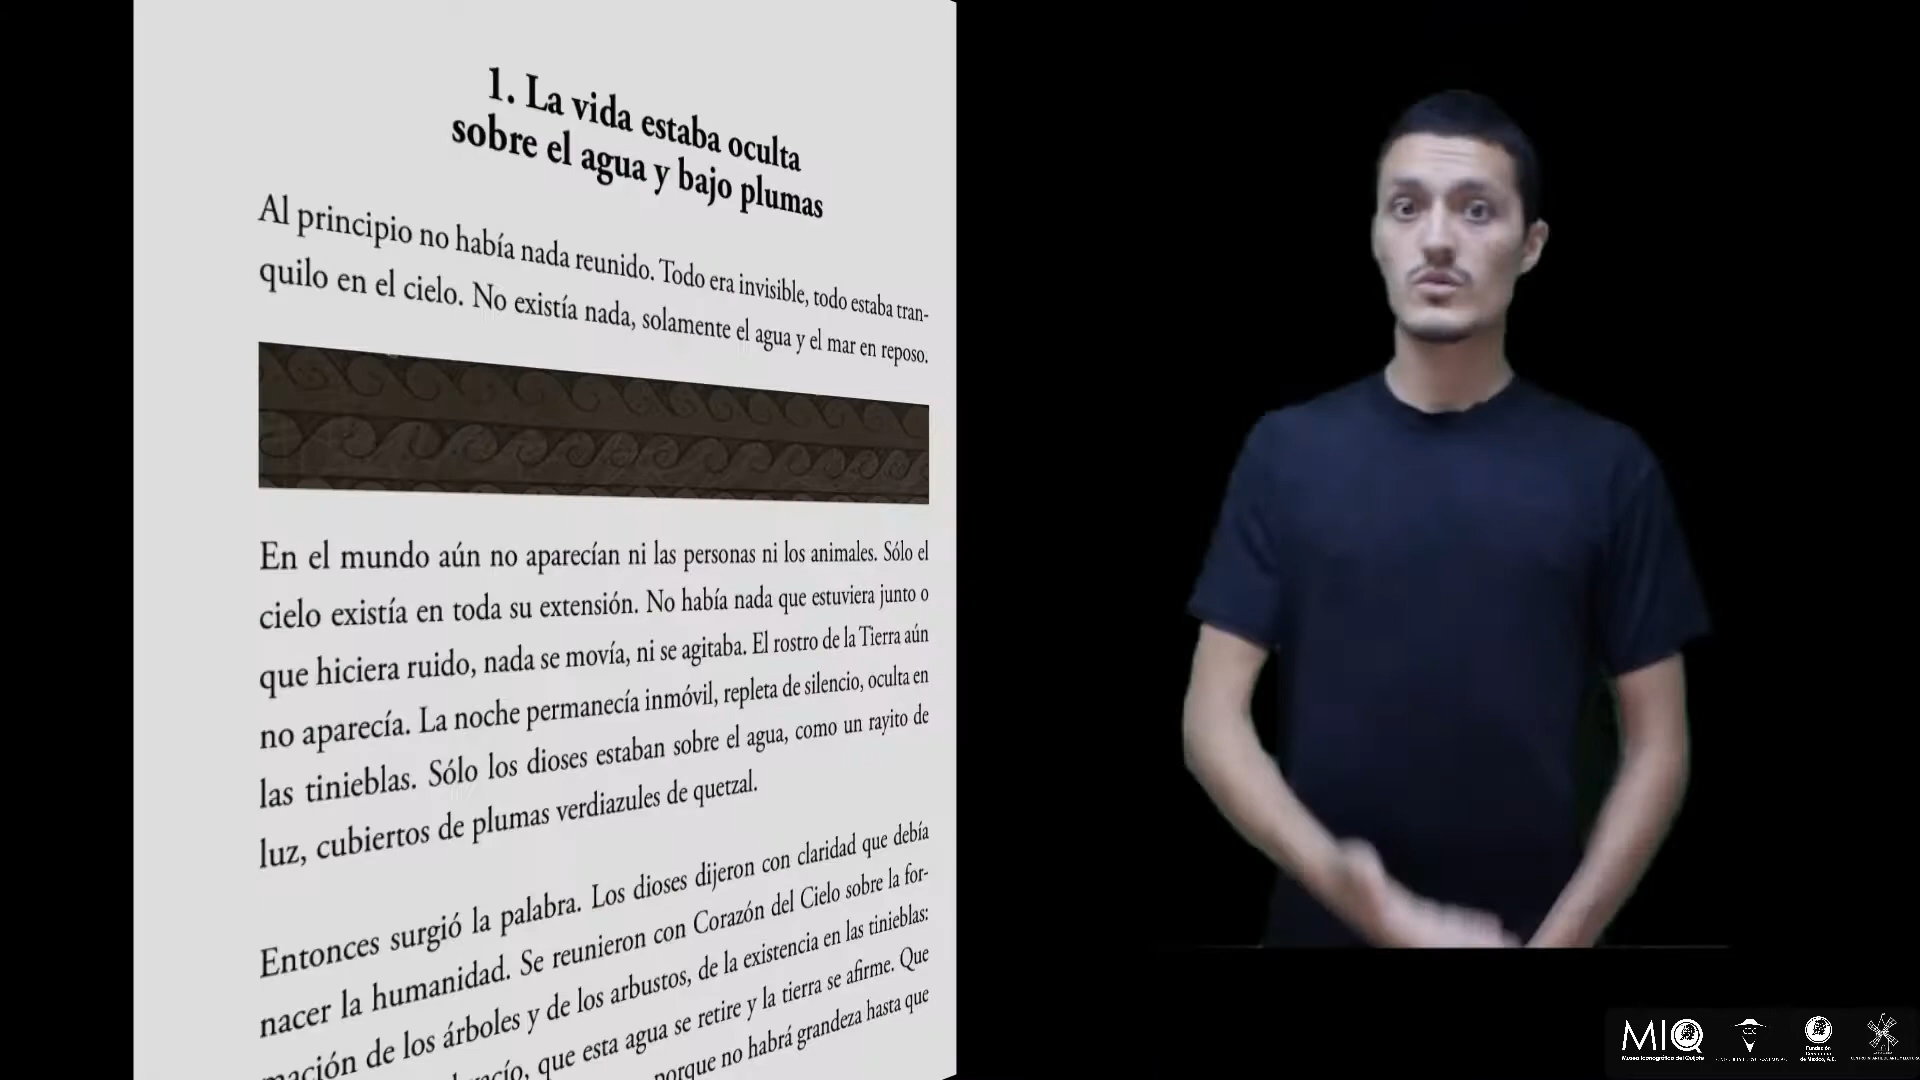 1. La vida estaba oculta
sobre el agua y bajo plumas
Al principio no había nada reunido. Todo era invisible, todo estaba tran-
quilo en el cielo. No existía nada, solamente el agua y el mar en reposo.
En el mundo aún no aparecían ni las personas ni los animales. Sólo el
cielo existía en toda su extensión. No había nada que estuviera junto o
que hiciera ruido, nada se movía, ni se agitaba. El rostro de la Tierra aún
no aparecía. La noche permanecía inmóvil, repleta de silencio, oculta en
las tinieblas. Sólo los dioses estaban sobre el agua, como un rayito de
luz, cubiertos de plumas verdiazules de quetzal.
Entonces surgió la palabra. Los dioses dijeron con claridad que debía
nacer la humanidad. Se reunieron con Corazón del Cielo sobre la for-
mación de los árboles y de los arbustos, de la existencia en las tinieblas:
que esta agua se retire y la tierra se afirme. Que
porque no habrá grandeza hasta que
MIQ
Museo Iconográfico del Quijote
Fundación
Cervantina
de México, A.C.